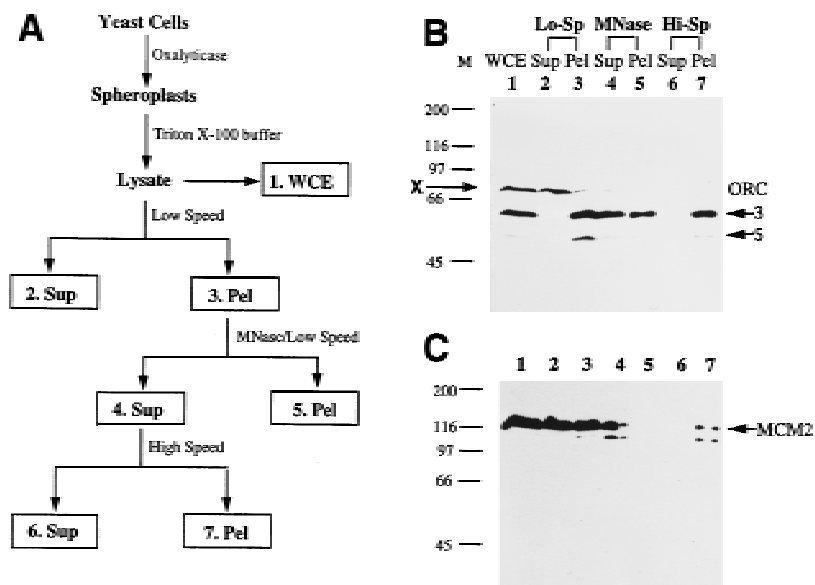 A
Yeast Cells
Oxalyticase
Spheroplasts
Triton X-100 buffer
Lysate
1. WCE
Low Speed
2. Sup
3. Pel
MNase/Low Speed
4. Sup
5. Pel
High Speed
6. Sup
7. Pel
B
Lo-Sp MNase Hi-Sp
M WCE Sup Pel Sup Pel Sup Pel
1 2 3 4 5 6 7
200
116
97
X
66
45
ORC
3
5
C
1 2 3 4 5 6 7
200
116
97
66
45
MCM2